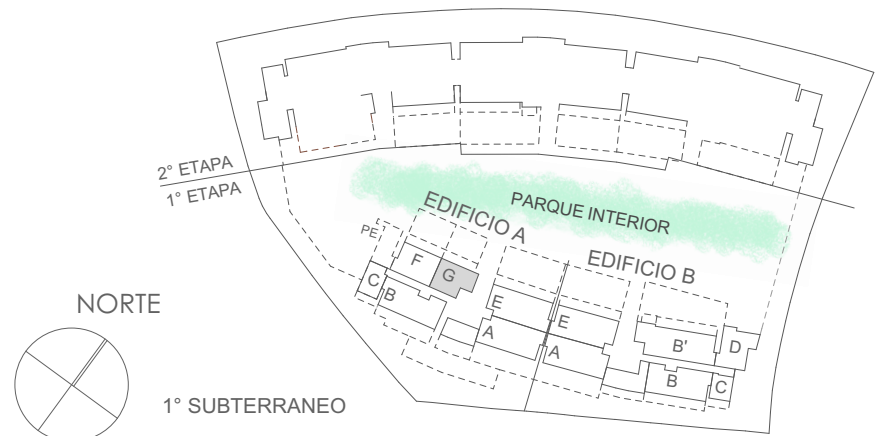 2° ETAPA
1° ETAPA
PARQUE INTERIOR
EDIFICIO A
EDIFICIO B
PE
F
G
C
B
E
E
A
A
B'
D
B
C
NORTE
1° SUBTERRANEO